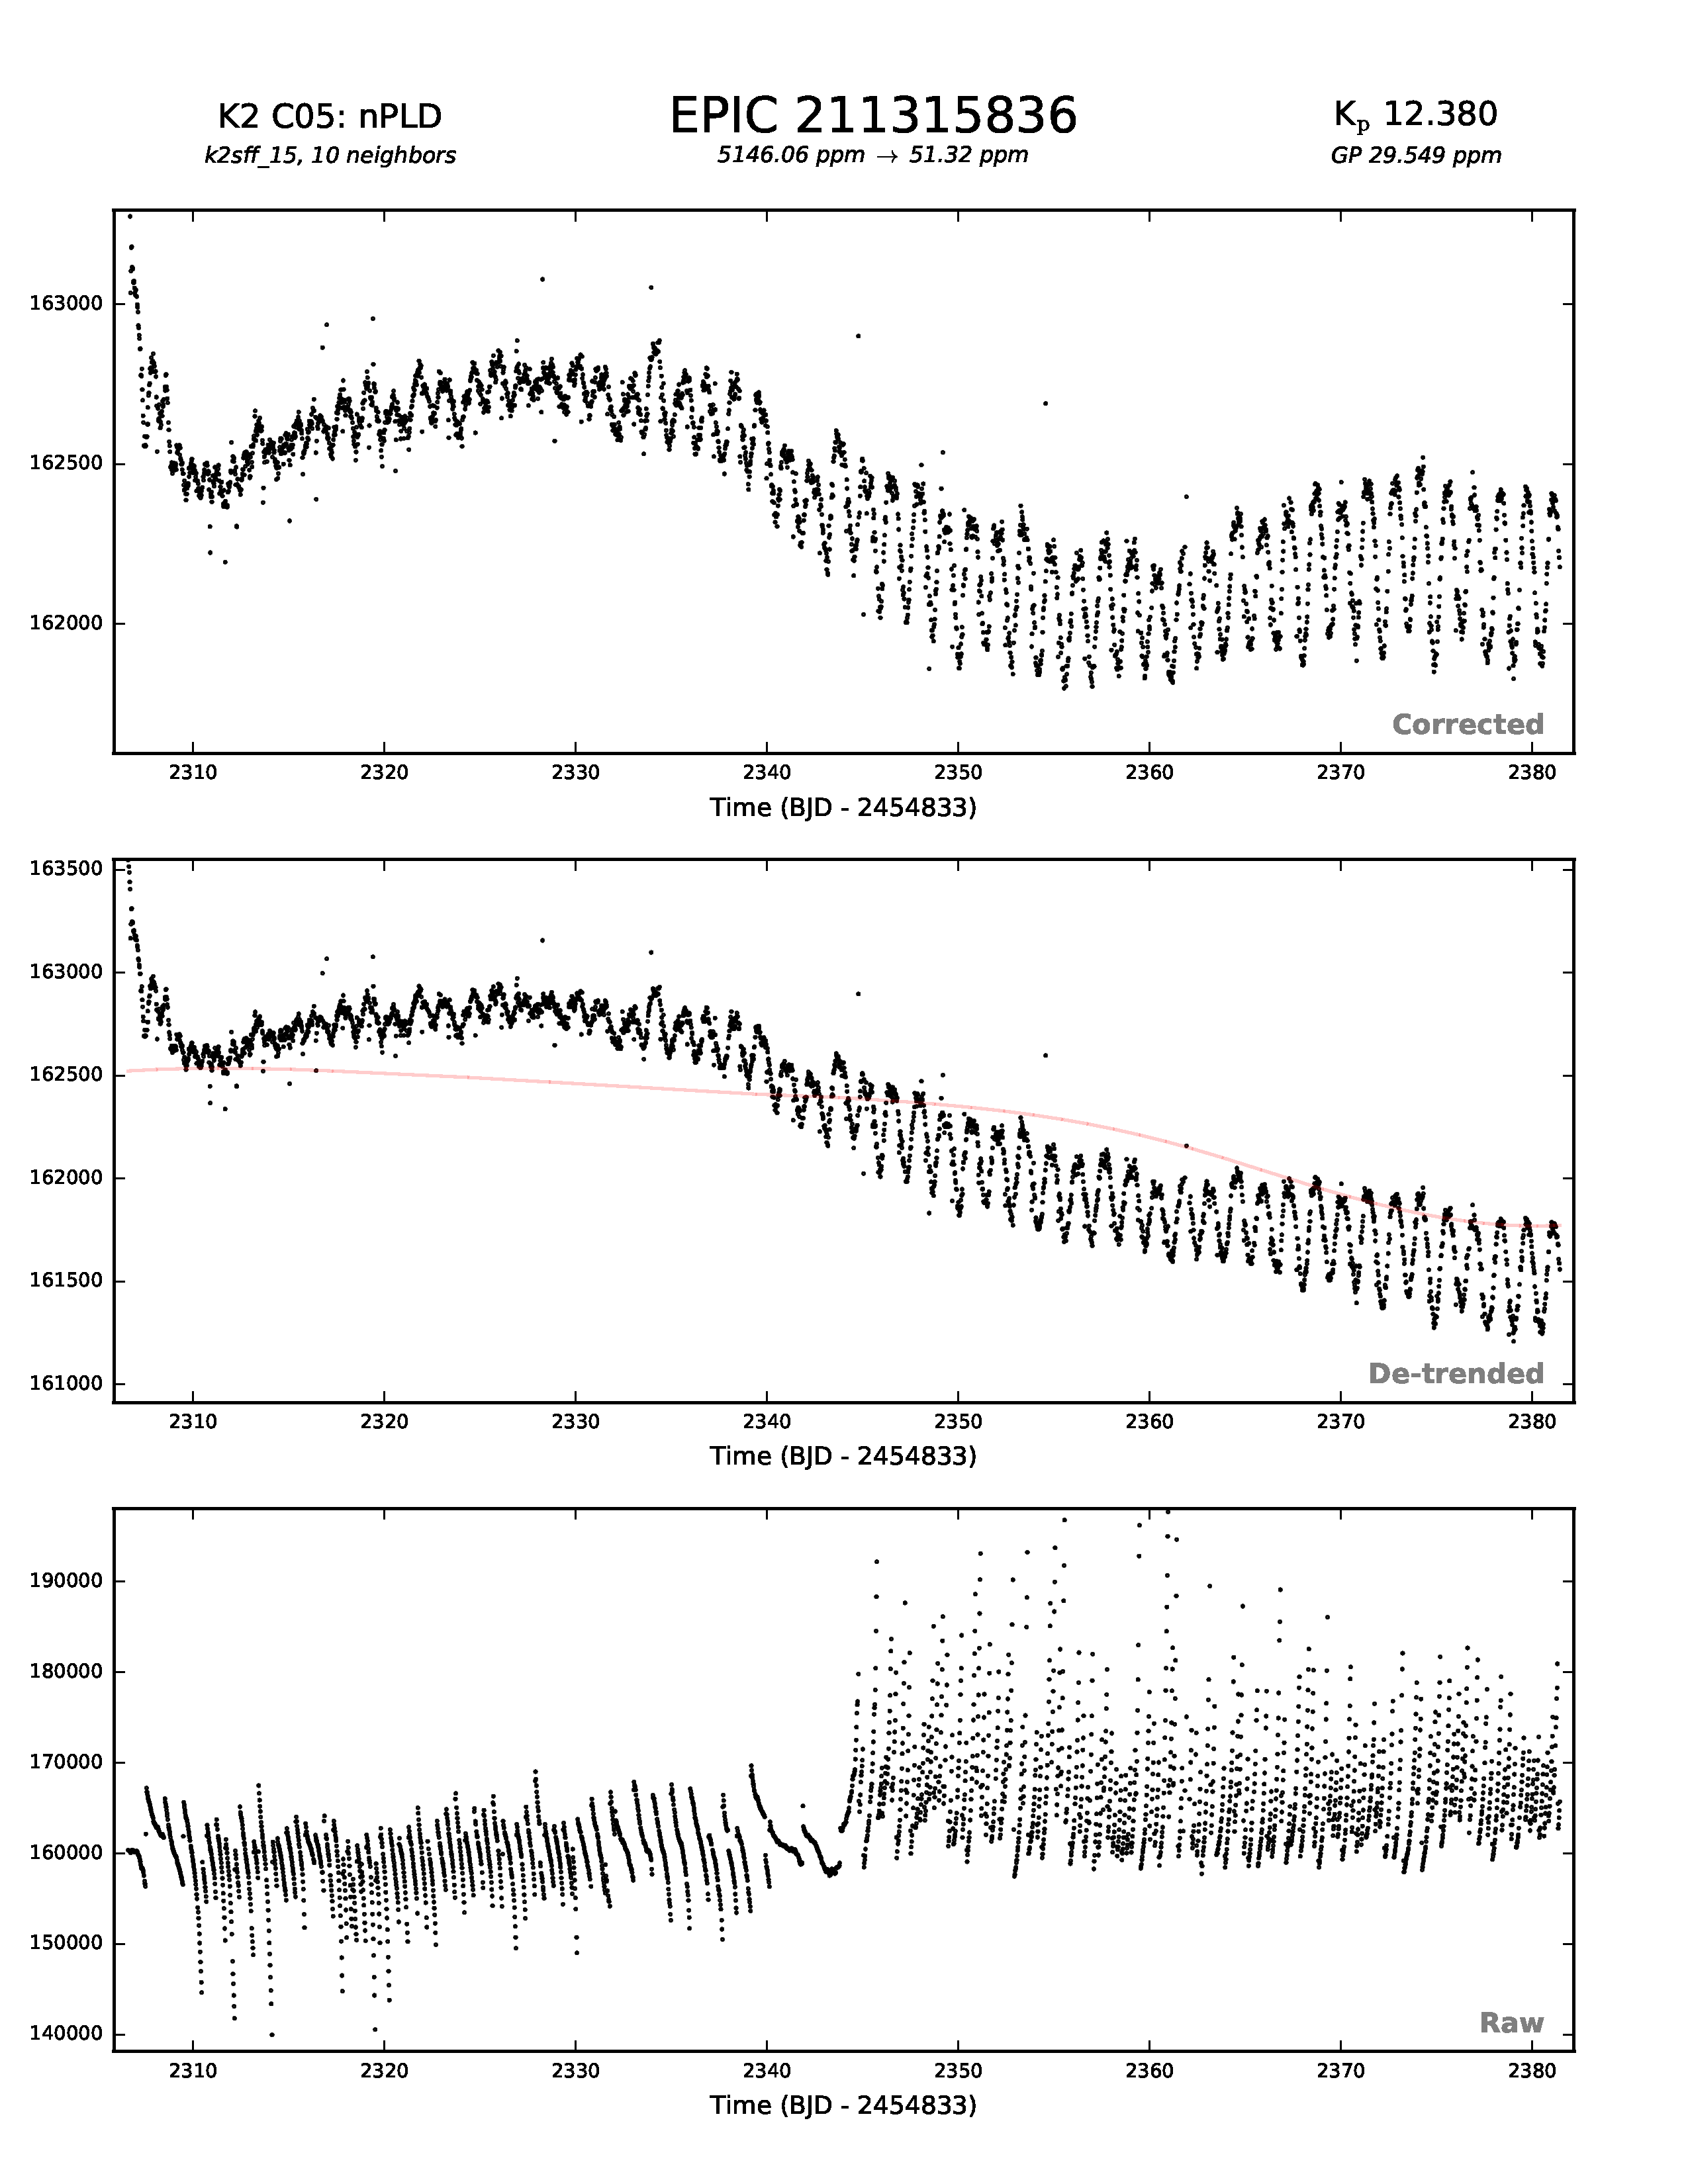 K2 C05: nPLD
EPIC 211315836
Kp 12.380
k2sff_15, 10 neighbors
5146.06 ppm → 51.32 ppm
GP 29.549 ppm
163000
162500
162000
Corrected
2310 2320 2330 2340 2350 2360 2370 2380
Time (BJD - 2454833)
163500
163000
162500
162000
161500
161000
De-trended
2310 2320 2330 2340 2350 2360 2370 2380
Time (BJD - 2454833)
190000
180000
170000
160000
150000
140000
Raw
2310 2320 2330 2340 2350 2360 2370 2380
Time (BJD - 2454833)